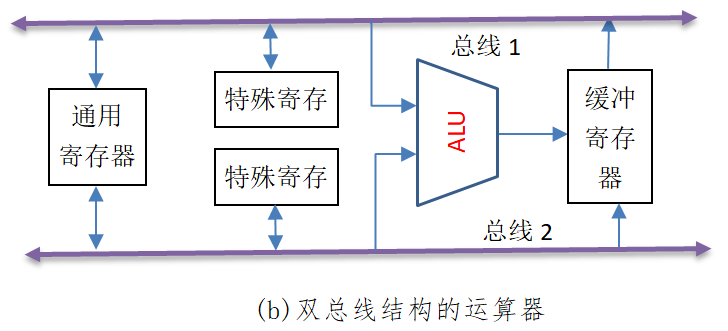 总线 1
通用
寄存器
特殊寄存
特殊寄存
ALU
缓冲
寄存
器
总线 2
(b)双总线结构的运算器